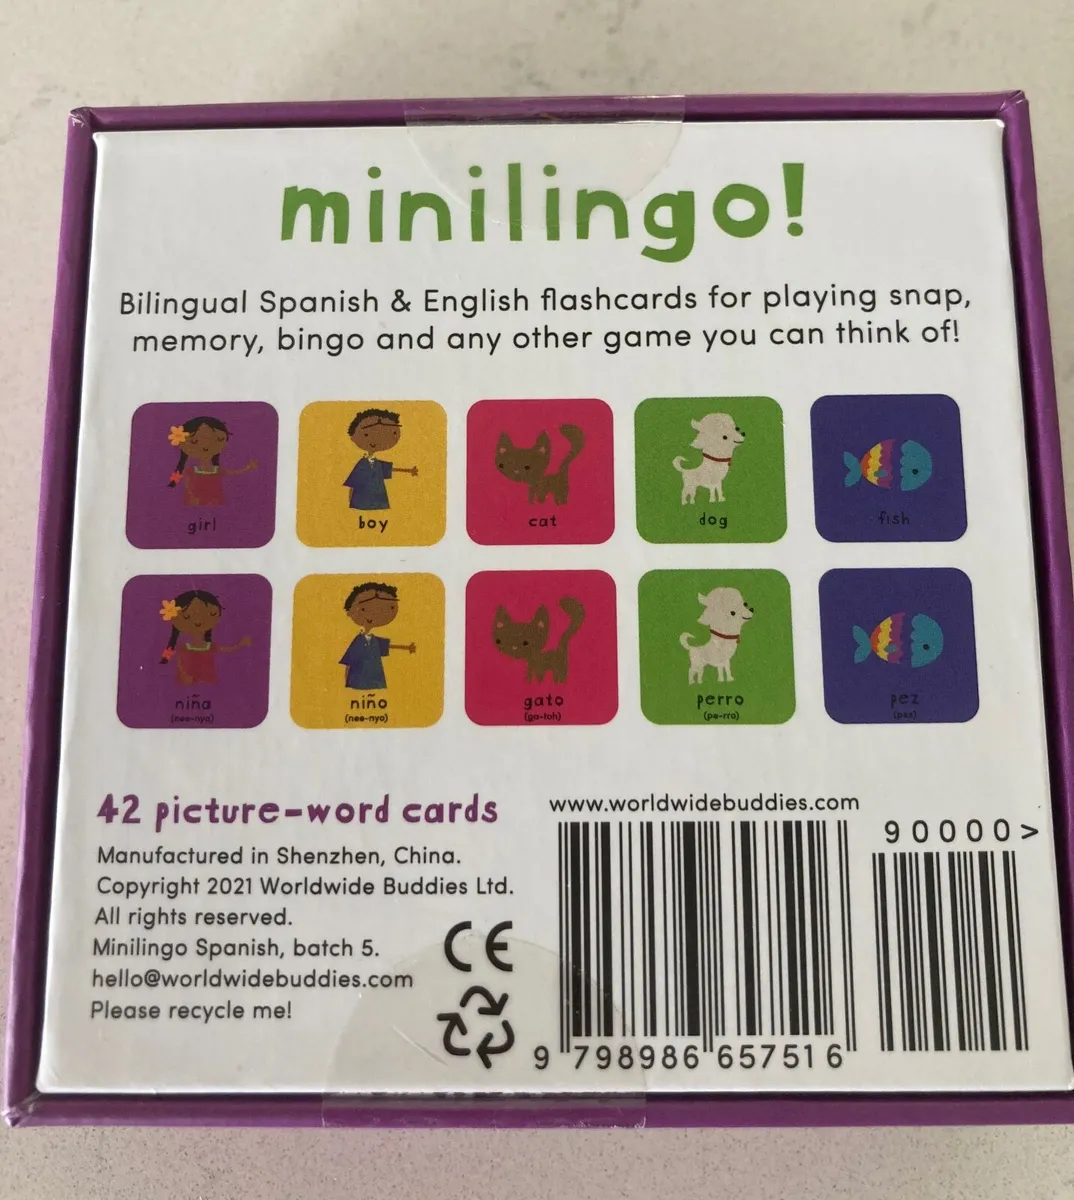 minilingo!
Bilingual Spanish & English flashcards for playing snap,
memory, bingo and any other game you can think of!
girl boy cat dog fish
niña niño gato perro pez
(nee-nya) (nee-nyo) (ga-toh) (pe-rro)
42 picture-word cards
Manufactured in Shenzhen, China.
Copyright 2021 Worldwide Buddies Ltd.
All rights reserved.
Minilingo Spanish, batch 5.
hello@worldwidebuddies.com
Please recycle me!
CE
www.worldwidebuddies.com
90000>
9 798986 657516